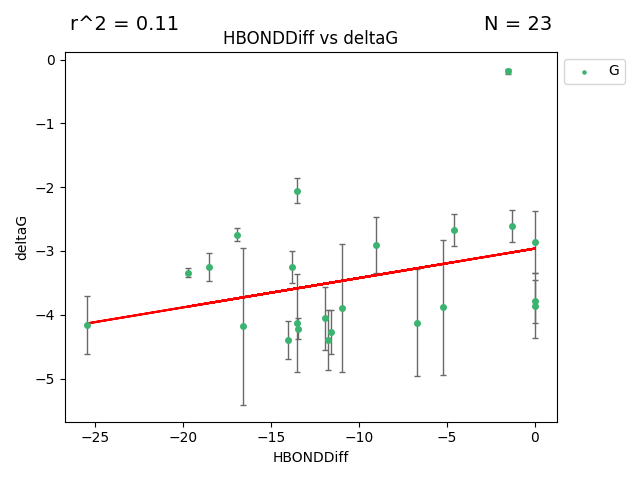 r^2 = 0.11
N = 23
HBONDDiff vs deltaG
G
0
−1
−2
−3
−4
−5
deltaG
−25
−20
−15
−10
−5
0
HBONDDiff